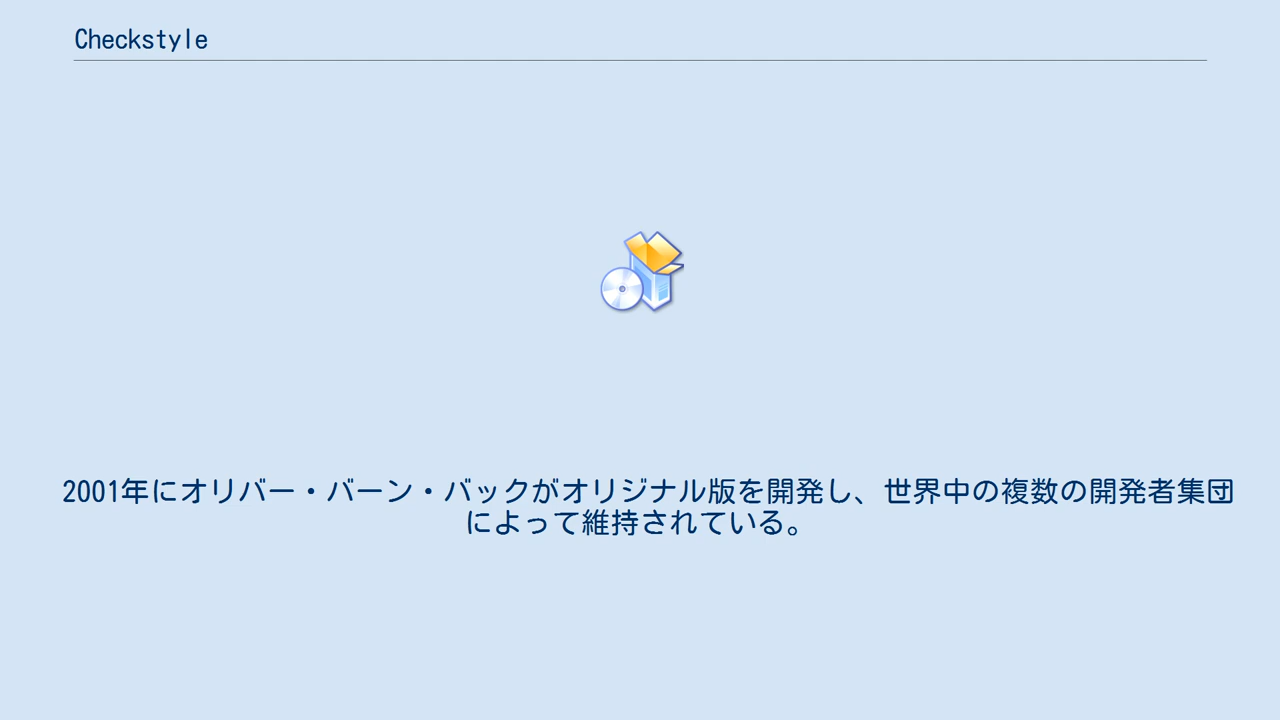 Checkstyle
2001年にオリバー・バーン・バックがオリジナル版を開発し、世界中の複数の開発者集団
によって維持されている。